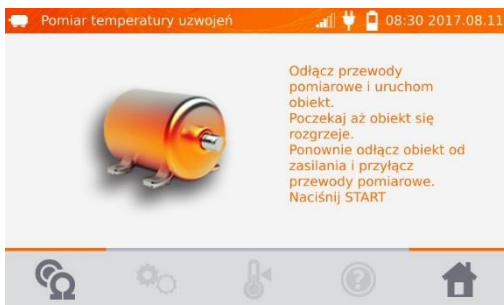 Pomiar temperatury uzwojeń 08:30 2017.08.11
Odłącz przewody
pomiarowe i uruchom
obiekt.
Poczekaj aż obiekt się
rozgrzeje.
Ponownie odłącz obiekt od
zasilania i przyłącz
przewody pomiarowe.
Naciśnij START